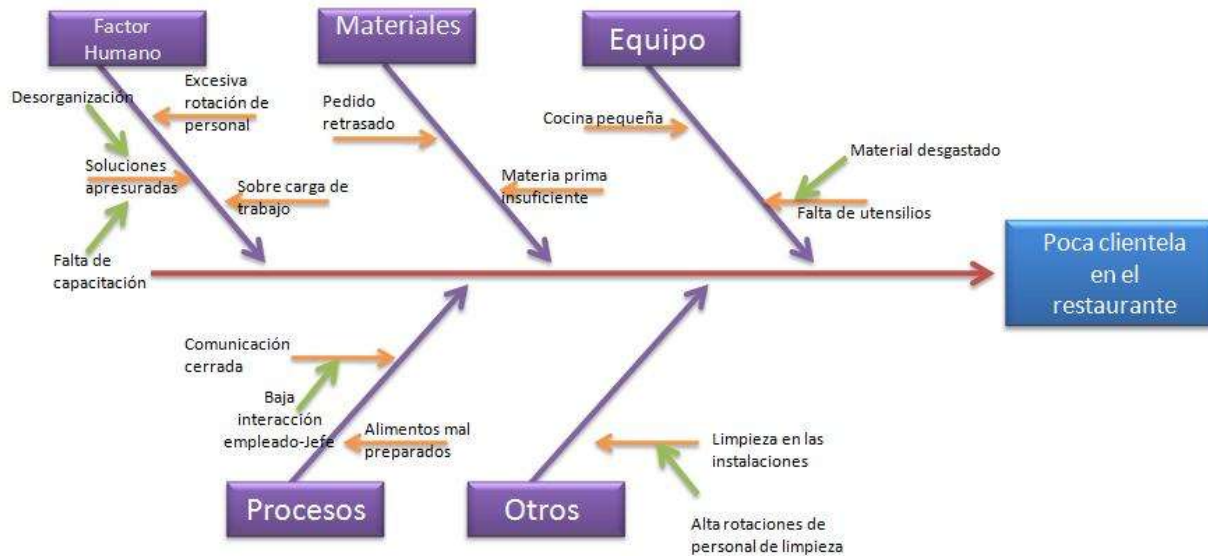 Factor
Humano
Materiales
Equipo
Desorganización
Excesiva
rotación de
personal
Soluciones
apresuradas
Sobre carga de
trabajo
Falta de
capacitación
Pedido
retrasado
Materia prima
insuficiente
Cocina pequeña
Material desgastado
Falta de utensilios
Poca clientela
en el
restaurante
Comunicación
cerrada
Baja
interacción
empleado-Jefe
Alimentos mal
preparados
Limpieza en las
instalaciones
Alta rotaciones de
personal de limpieza
Procesos
Otros